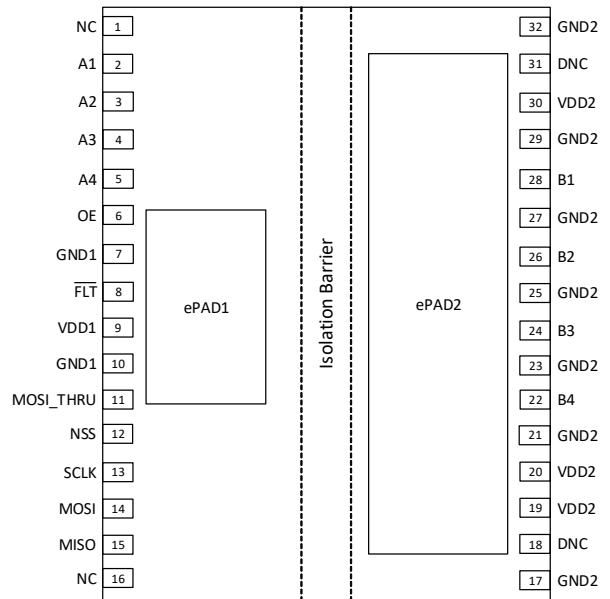 NC 1
A1 2
A2 3
A3 4
A4 5
OE 6
GND1 7
FLT 8
VDD1 9
GND1 10
MOSI_THRU 11
NSS 12
SCLK 13
MOSI 14
MISO 15
NC 16
ePAD1
Isolation Barrier
ePAD2
32 GND2
31 DNC
30 VDD2
29 GND2
28 B1
27 GND2
26 B2
25 GND2
24 B3
23 GND2
22 B4
21 GND2
20 VDD2
19 VDD2
18 DNC
17 GND2